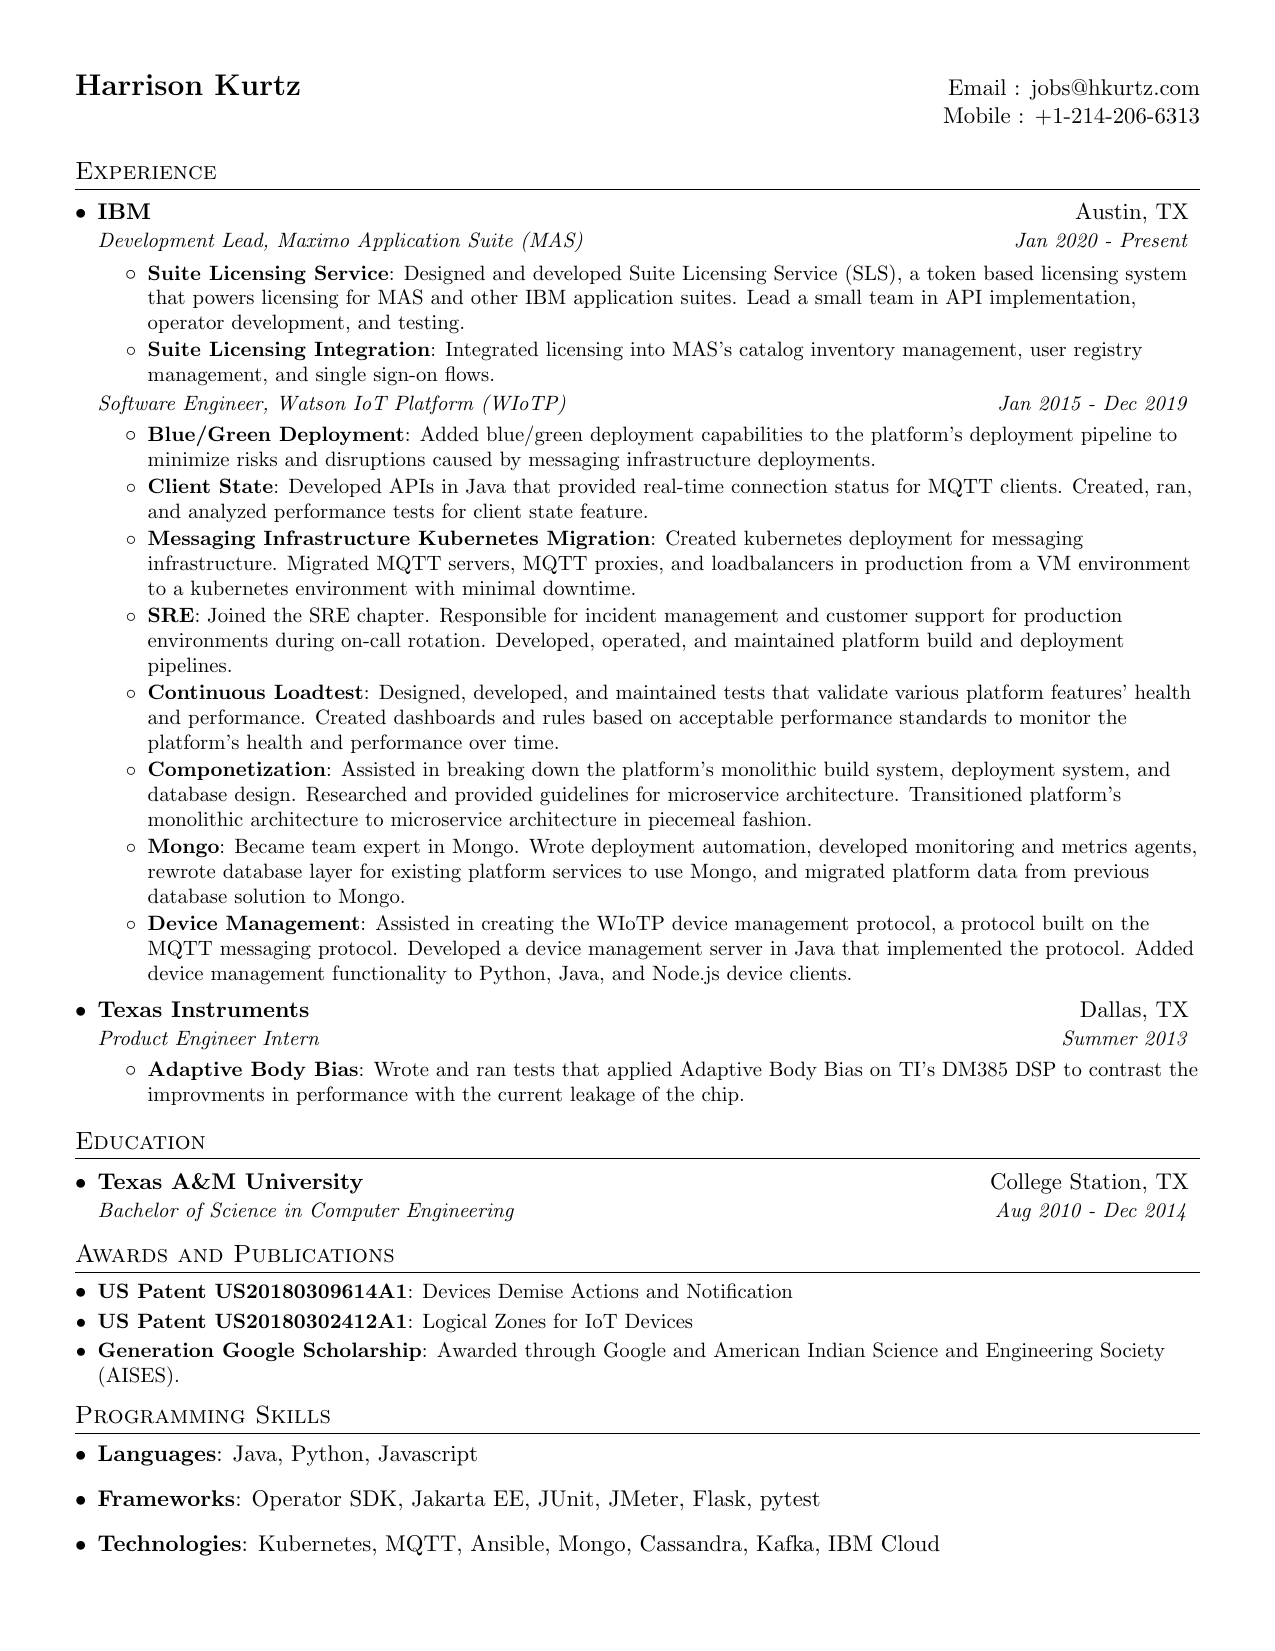 Harrison Kurtz
Email : jobs@hkurtz.com
Mobile : +1-214-206-6313
Experience
• IBM Austin, TX
Development Lead, Maximo Application Suite (MAS) Jan 2020 - Present
◦ Suite Licensing Service: Designed and developed Suite Licensing Service (SLS), a token based licensing system
that powers licensing for MAS and other IBM application suites. Lead a small team in API implementation,
operator development, and testing.
◦ Suite Licensing Integration: Integrated licensing into MAS's catalog inventory management, user registry
management, and single sign-on flows.
Software Engineer, Watson IoT Platform (WIoTP) Jan 2015 - Dec 2019
◦ Blue/Green Deployment: Added blue/green deployment capabilities to the platform's deployment pipeline to
minimize risks and disruptions caused by messaging infrastructure deployments.
◦ Client State: Developed APIs in Java that provided real-time connection status for MQTT clients. Created, ran,
and analyzed performance tests for client state feature.
◦ Messaging Infrastructure Kubernetes Migration: Created kubernetes deployment for messaging
infrastructure. Migrated MQTT servers, MQTT proxies, and loadbalancers in production from a VM environment
to a kubernetes environment with minimal downtime.
◦ SRE: Joined the SRE chapter. Responsible for incident management and customer support for production
environments during on-call rotation. Developed, operated, and maintained platform build and deployment
pipelines.
◦ Continuous Loadtest: Designed, developed, and maintained tests that validate various platform features' health
and performance. Created dashboards and rules based on acceptable performance standards to monitor the
platform's health and performance over time.
◦ Componetization: Assisted in breaking down the platform's monolithic build system, deployment system, and
database design. Researched and provided guidelines for microservice architecture. Transitioned platform's
monolithic architecture to microservice architecture in piecemeal fashion.
◦ Mongo: Became team expert in Mongo. Wrote deployment automation, developed monitoring and metrics agents,
rewrote database layer for existing platform services to use Mongo, and migrated platform data from previous
database solution to Mongo.
◦ Device Management: Assisted in creating the WIoTP device management protocol, a protocol built on the
MQTT messaging protocol. Developed a device management server in Java that implemented the protocol. Added
device management functionality to Python, Java, and Node.js device clients.
• Texas Instruments Dallas, TX
Product Engineer Intern Summer 2013
◦ Adaptive Body Bias: Wrote and ran tests that applied Adaptive Body Bias on TI's DM385 DSP to contrast the
improvments in performance with the current leakage of the chip.
Education
• Texas A&M University College Station, TX
Bachelor of Science in Computer Engineering Aug 2010 - Dec 2014
Awards and Publications
• US Patent US20180309614A1: Devices Demise Actions and Notification
• US Patent US20180302412A1: Logical Zones for IoT Devices
• Generation Google Scholarship: Awarded through Google and American Indian Science and Engineering Society
(AISES).
Programming Skills
• Languages: Java, Python, Javascript
• Frameworks: Operator SDK, Jakarta EE, JUnit, JMeter, Flask, pytest
• Technologies: Kubernetes, MQTT, Ansible, Mongo, Cassandra, Kafka, IBM Cloud